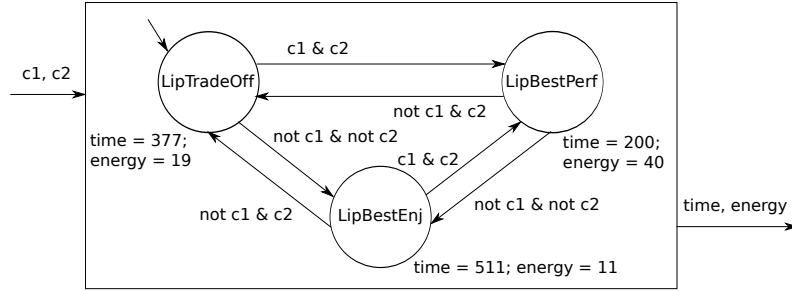 c1 & c2
LipTradeOff
LipBestPerf
c1, c2
not c1 & c2
time = 377;
energy = 19
not c1 & not c2
time = 200;
energy = 40
c1 & c2
not c1 & c2
LipBestEnj
not c1 & not c2
time, energy
time = 511; energy = 11